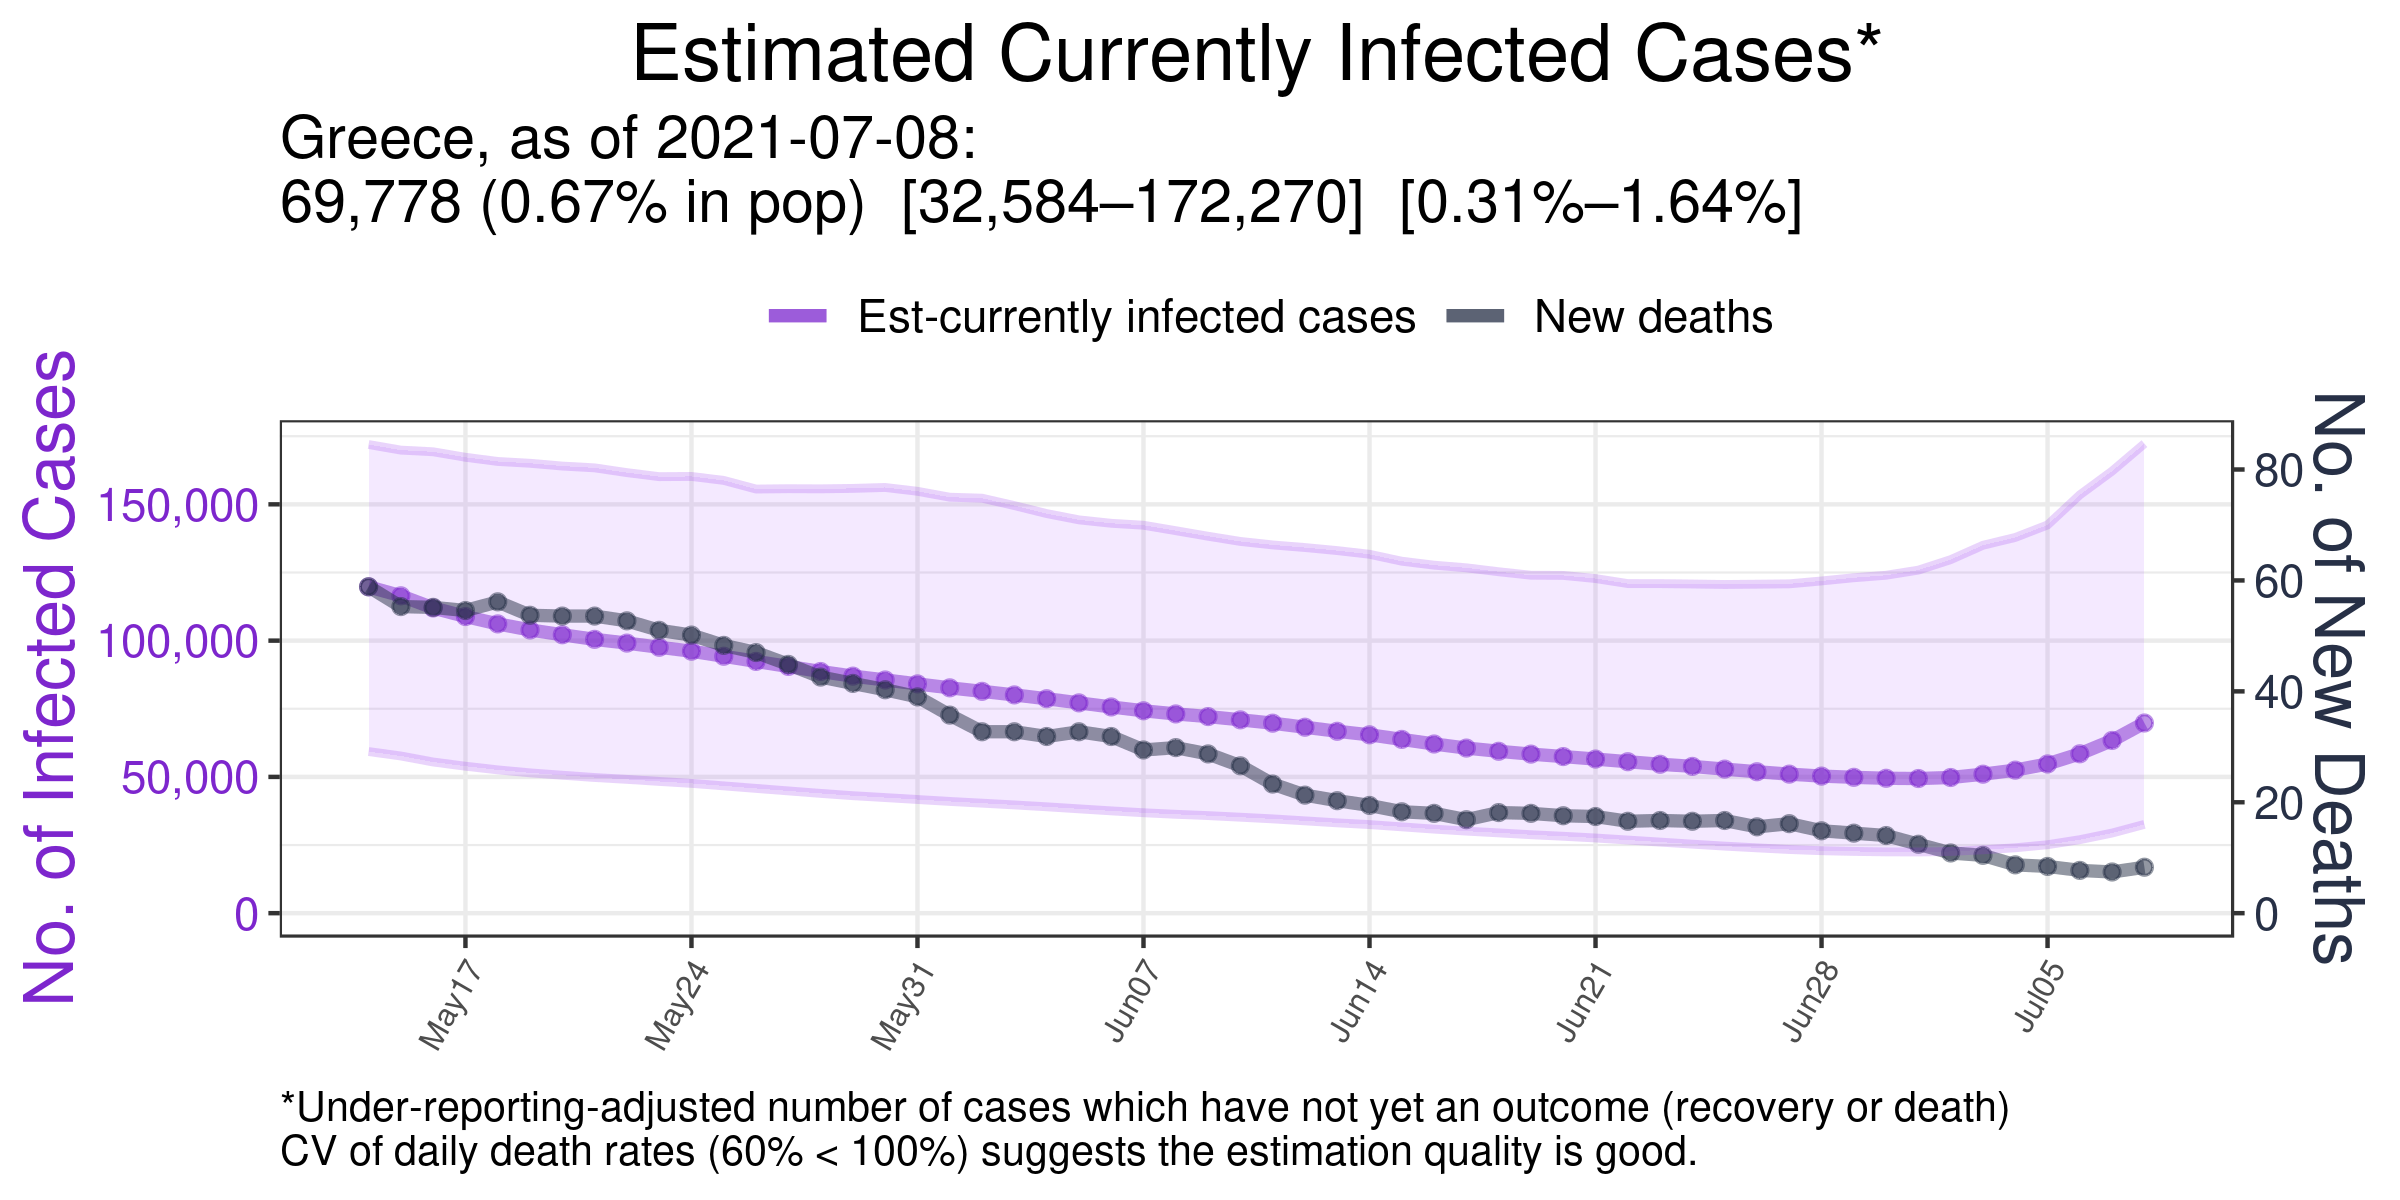 Estimated Currently Infected Cases*
Greece, as of 2021-07-08:
69,778 (0.67% in pop)  [32,584–172,270]  [0.31%–1.64%]
Est-currently infected cases
New deaths
No. of Infected Cases
150,000
100,000
50,000
0
No. of New Deaths
80
60
40
20
0
May17
May24
May31
Jun07
Jun14
Jun21
Jun28
Jul05
*Under-reporting-adjusted number of cases which have not yet an outcome (recovery or death)
CV of daily death rates (60% < 100%) suggests the estimation quality is good.